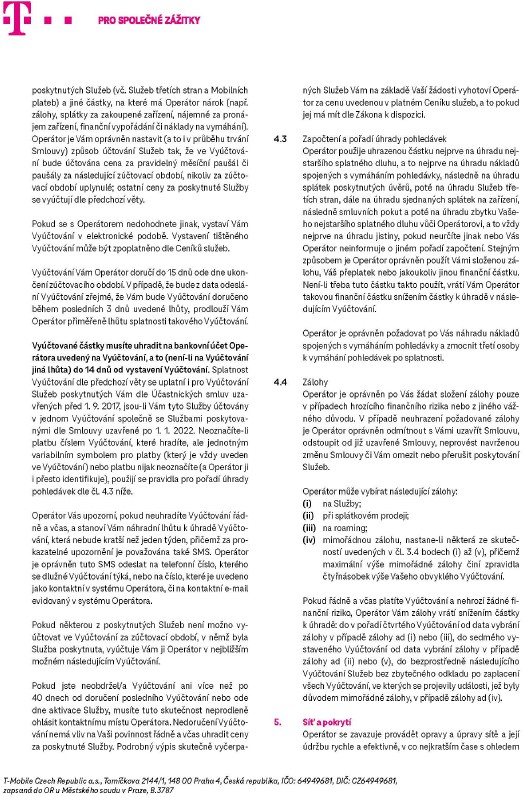 PRO SPOLEČNÉ ZÁŽITKY
poskytnutých Služeb (vč. Služeb třetích stran a Mobilních
plateb) a jiné částky, na které má Operátor nárok (např.
zálohy, splátky za zakoupené zařízení, nájemné za proná-
jem zařízení, finanční vypořádání či náklady na vymáhání).
Operátor je Vám oprávněn nastavit (a to i v průběhu trvání
Smlouvy) způsob účtování Služeb tak, že ve Vyúčtová-
ní bude účtována cena za pravidelný měsíční paušál či
paušály za následující zúčtovací období, nikoliv za zúčto-
vací období uplynulé; ostatní ceny za poskytnuté Služby
se vyúčtují dle předchozí věty.
Pokud se s Operátorem nedohodnete jinak, vystaví Vám
Vyúčtování v elektronické podobě. Vystavení tištěného
Vyúčtování může být zpoplatněno dle Ceníků služeb.
Vyúčtování Vám Operátor doručí do 15 dnů ode dne ukon-
čení zúčtovacího období. V případě, že bude z data odeslá-
ní Vyúčtování zřejmé, že Vám bude Vyúčtování doručeno
během posledních 3 dnů uvedené lhůty, prodlouží Vám
Operátor přiměřeně lhůtu splatnosti takového Vyúčtování.
Vyúčtované částky musíte uhradit na bankovní účet Ope-
rátora uvedený na Vyúčtování, a to (není-li na Vyúčtování
jiná lhůta) do 14 dnů od vystavení Vyúčtování. Splatnost
Vyúčtování dle předchozí věty se uplatní i pro Vyúčtování
Služeb poskytnutých Vám dle Účastnických smluv uza-
vřených před 1. 9. 2017, jsou-li Vám tyto Služby účtovány
v jednom Vyúčtování společně se Službami poskytova-
nými dle Smlouvy uzavřené po 1. 1. 2022. Neoznačíte-li
platbu číslem Vyúčtování, které hradíte, ale jednotným
variabilním symbolem pro platby (který je vždy uveden
ve Vyúčtování) nebo platbu nijak neoznačíte (a Operátor ji
i přesto identifikuje), použijí se pravidla pro pořadí úhrady
pohledávek dle čl. 4.3 níže.
Operátor Vás upozorní, pokud neuhradíte Vyúčtování řád-
ně a včas, a stanoví Vám náhradní lhůtu k úhradě Vyúčto-
vání, která nebude kratší než jeden týden, přičemž za pro-
kazatelné upozornění je považována také SMS. Operátor
je oprávněn tuto SMS odeslat na telefonní číslo, kterého
se dlužné Vyúčtování týká, nebo na číslo, které je uvedeno
jako kontaktní v systému Operátora, či na kontaktní e-mail
evidovaný v systému Operátora.
Pokud některou z poskytnutých Služeb není možno vy-
účtovat ve Vyúčtování za zúčtovací období, v němž byla
Služba poskytnuta, vyúčtuje Vám ji Operátor v nejbližším
možném následujícím Vyúčtování.
Pokud jste neobdržel/a Vyúčtování ani více než po
40 dnech od doručení posledního Vyúčtování nebo ode
dne aktivace Služby, musíte tuto skutečnost neprodleně
ohlásit kontaktnímu místu Operátora. Nedoručení Vyúčto-
vání nemá vliv na Vaši povinnost řádně a včas uhradit ceny
za poskytnuté Služby. Podrobný výpis skutečně vyčerpa-
ných Služeb Vám na základě Vaší žádosti vyhotoví Operá-
tor za cenu uvedenou v platném Ceníku služeb, a to pokud
jej má mít dle Zákona k dispozici.
4.3 Započtení a pořadí úhrady pohledávek
Operátor použije uhrazenou částku nejprve na úhradu nej-
staršího splatného dluhu, a to nejprve na úhradu nákladů
spojených s vymáháním pohledávky, následně na úhradu
splátek poskytnutých úvěrů, poté na úhradu Služeb tře-
tích stran, dále na úhradu sjednaných splátek na zařízení,
následně smluvních pokut a poté na úhradu zbytku Vaše-
ho nejstaršího splatného dluhu vůči Operátorovi, a to vždy
nejprve na úhradu jistiny, pokud neurčíte jinak nebo Vás
Operátor neinformuje o jiném pořadí započtení. Stejným
způsobem je Operátor oprávněn použít Vámi složenou zá-
lohu, Váš přeplatek nebo jakoukoliv jinou finanční částku.
Není-li třeba tuto částku takto použít, vrátí Vám Operátor
takovou finanční částku snížením částky k úhradě v násle-
dujícím Vyúčtování.
Operátor je oprávněn požadovat po Vás náhradu nákladů
spojených s vymáháním pohledávky a zmocnit třetí osoby
k vymáhání pohledávek po splatnosti.
4.4 Zálohy
Operátor je oprávněn po Vás žádat složení zálohy pouze
v případech hrozícího finančního rizika nebo z jiného váž-
ného důvodu. V případě neuhrazení požadované zálohy
je Operátor oprávněn odmítnout s Vámi uzavřít Smlouvu,
odstoupit od již uzavřené Smlouvy, neprovést navrženou
změnu Smlouvy či Vám omezit nebo přerušit poskytování
Služeb.
Operátor může vybírat následující zálohy:
(i) na Služby;
(ii) při splátkovém prodeji;
(iii) na roaming;
(iv) mimořádnou zálohu, nastane-li některá ze skuteč-
ností uvedených v čl. 3.4 bodech (i) až (v), přičemž
maximální výše mimořádné zálohy činí zpravidla
čtyřnásobek výše Vašeho obvyklého Vyúčtování.
Pokud řádně a včas platíte Vyúčtování a nehrozí žádné fi-
nanční riziko, Operátor Vám zálohy vrátí snížením částky
k úhradě: do v pořadí čtvrtého Vyúčtování od data vybrání
zálohy v případě zálohy ad (i) nebo (iii), do sedmého vy-
staveného Vyúčtování od data vybrání zálohy v případě
zálohy ad (ii) nebo (v), do bezprostředně následujícího
Vyúčtování Služeb bez zbytečného odkladu po zaplacení
všech Vyúčtování, ve kterých se projevily události, jež byly
důvodem mimořádné zálohy, v případě zálohy ad (iv).
5. Síť a pokrytí
Operátor se zavazuje provádět opravy a úpravy sítě a její
údržby rychle a efektivně, v co nejkratším čase s ohledem
T-Mobile Czech Republic a.s., Tomíčkova 2144/1, 148 00 Praha 4, Česká republika, IČO: 64949681, DIČ: CZ64949681,
zapsaná do OR u Městského soudu v Praze, B.3787